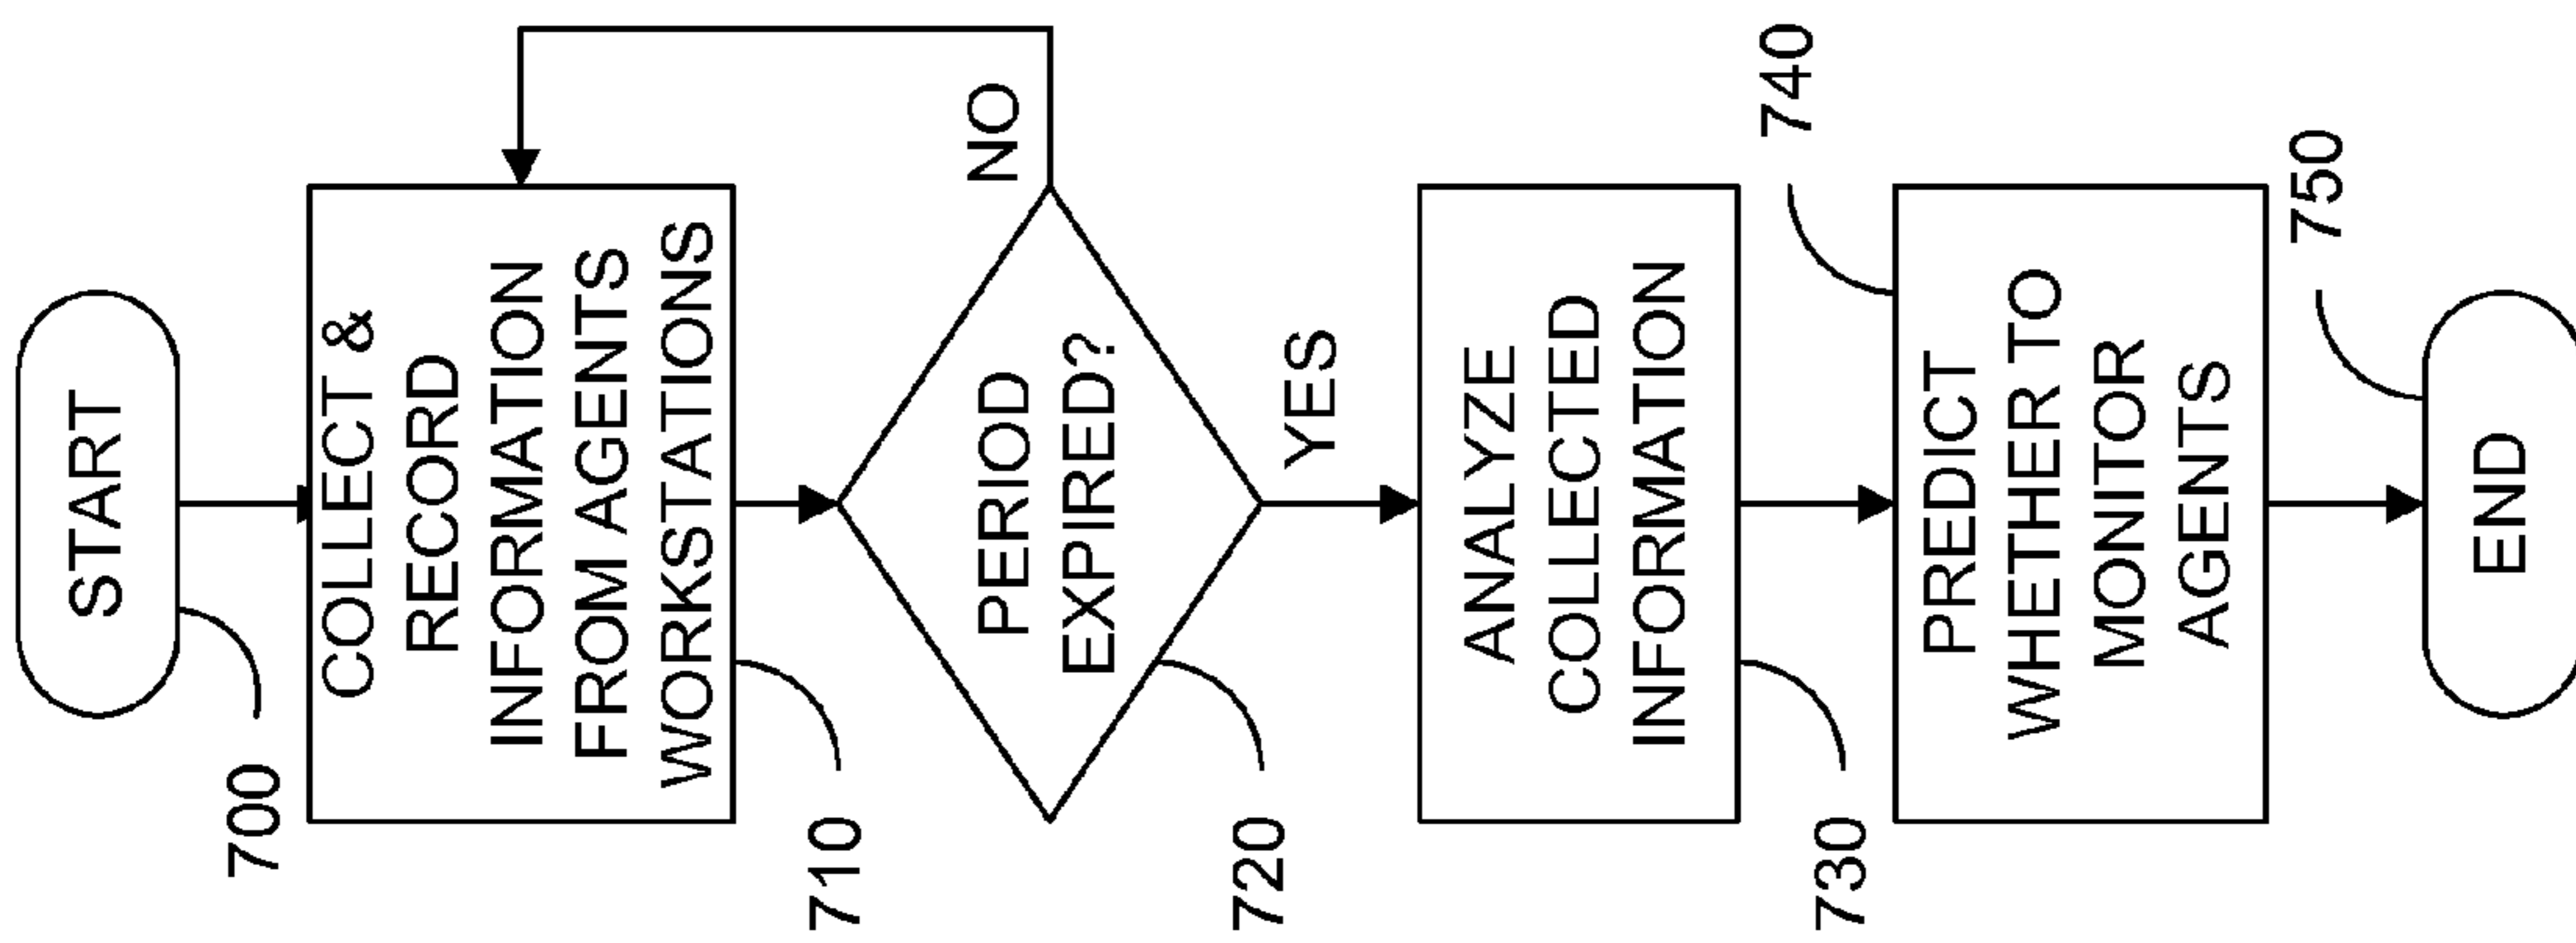 START
700
COLLECT &
RECORD
INFORMATION
FROM AGENTS
WORKSTATIONS
710
NO
PERIOD
EXPIRED?
720
YES
ANALYZE
COLLECTED
INFORMATION
730
740
PREDICT
WHETHER TO
MONITOR
AGENTS
750
END